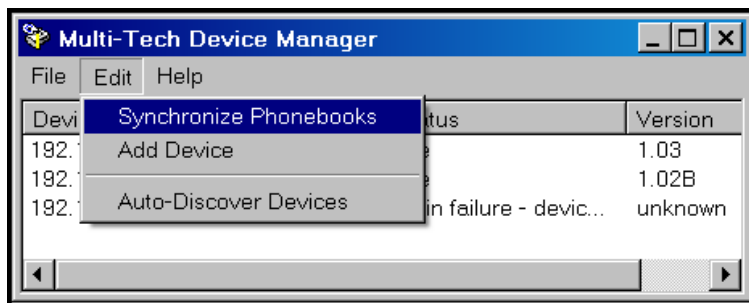 Multi-Tech Device Manager
File Edit Help
Synchronize Phonebooks
Add Device
Auto-Discover Devices
Version
1.03
1.02B
192.
192.
192.
failure - devic... unknown